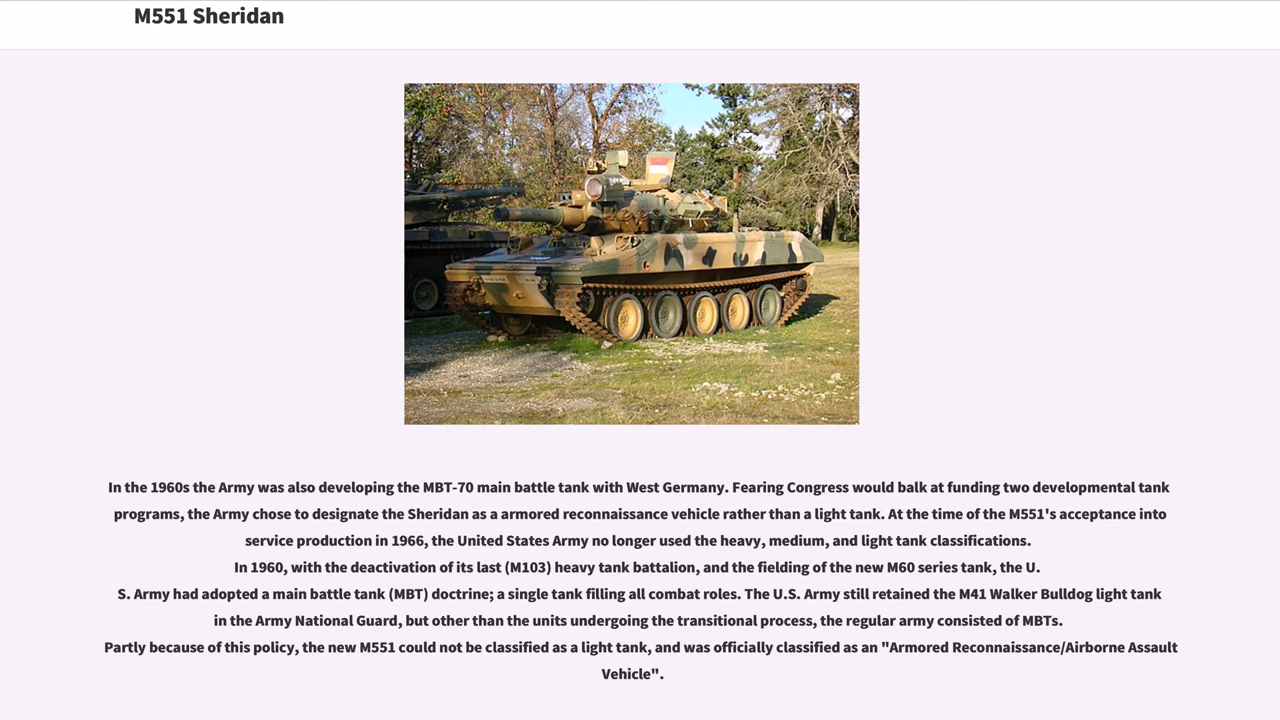 M551 Sheridan
In the 1960s the Army was also developing the MBT-70 main battle tank with West Germany. Fearing Congress would balk at funding two developmental tank
programs, the Army chose to designate the Sheridan as a armored reconnaissance vehicle rather than a light tank. At the time of the M551's acceptance into
service production in 1966, the United States Army no longer used the heavy, medium, and light tank classifications.
In 1960, with the deactivation of its last (M103) heavy tank battalion, and the fielding of the new M60 series tank, the U.
S. Army had adopted a main battle tank (MBT) doctrine; a single tank filling all combat roles. The U.S. Army still retained the M41 Walker Bulldog light tank
in the Army National Guard, but other than the units undergoing the transitional process, the regular army consisted of MBTs.
Partly because of this policy, the new M551 could not be classified as a light tank, and was officially classified as an "Armored Reconnaissance/Airborne Assault
Vehicle".